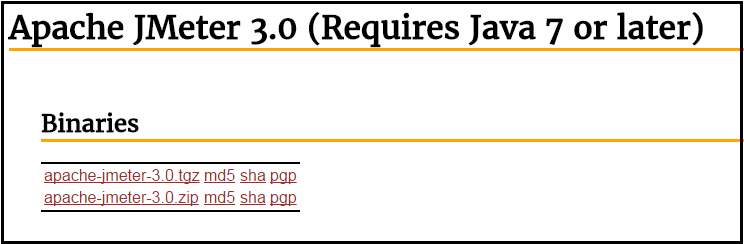 Apache JMeter 3.0 (Requires Java 7 or later)
Binaries
apache-jmeter-3.0.tgz md5 sha pgp
apache-jmeter-3.0.zip md5 sha pgp